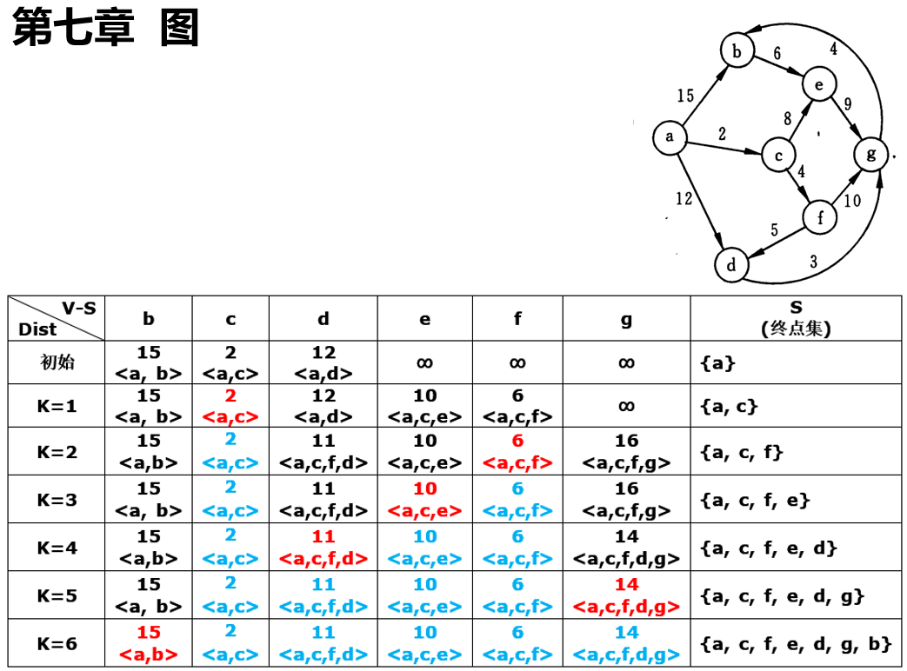 第七章 图
b
6
4
e
15
8
9
a
2
c
g
4
12
10
f
5
d
3
V-S
Dist
b
c
d
e
f
g
S
(终点集)
初始
15
<a, b>
2
<a,c>
12
<a,d>
∞
∞
∞
{a}
K=1
15
<a, b>
2
<a,c>
12
<a,d>
10
<a,c,e>
6
<a,c,f>
∞
{a, c}
K=2
15
<a,b>
2
<a,c>
11
<a,c,f,d>
10
<a,c,e>
6
<a,c,f>
16
<a,c,f,g>
{a, c, f}
K=3
15
<a, b>
2
<a,c>
11
<a,c,f,d>
10
<a,c,e>
6
<a,c,f>
16
<a,c,f,g>
{a, c, f, e}
K=4
15
<a,b>
2
<a,c>
11
<a,c,f,d>
10
<a,c,e>
6
<a,c,f>
14
<a,c,f,d,g>
{a, c, f, e, d}
K=5
15
<a, b>
2
<a,c>
11
<a,c,f,d>
10
<a,c,e>
6
<a,c,f>
14
<a,c,f,d,g>
{a, c, f, e, d, g}
K=6
15
<a,b>
2
<a,c>
11
<a,c,f,d>
10
<a,c,e>
6
<a,c,f>
14
<a,c,f,d,g>
{a, c, f, e, d, g, b}